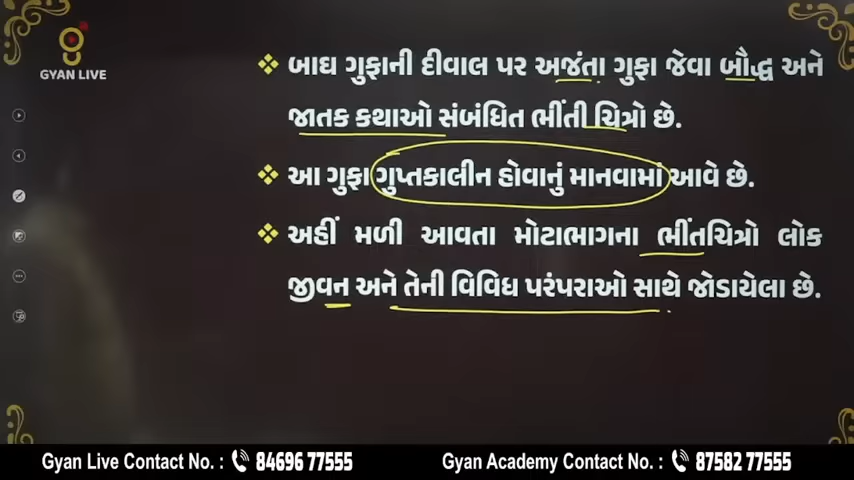 GYAN LIVE
❖ બાઘ ગુફાની દીવાલ પર અજંતા ગુફા જેવા બૌદ્ધ અને
જાતક કથાઓ સંબંધિત ભીંતી ચિત્રો છે.
❖ આ ગુફા ગુપ્તકાલીન હોવાનું માનવામાં આવે છે.
❖ અહીં મળી આવતા મોટાભાગના ભીંતચિત્રો લોક
જીવન અને તેની વિવિધ પરંપરાઓ સાથે જોડાયેલા છે.
Gyan Live Contact No. : 84696 77555 Gyan Academy Contact No. : 87582 77555